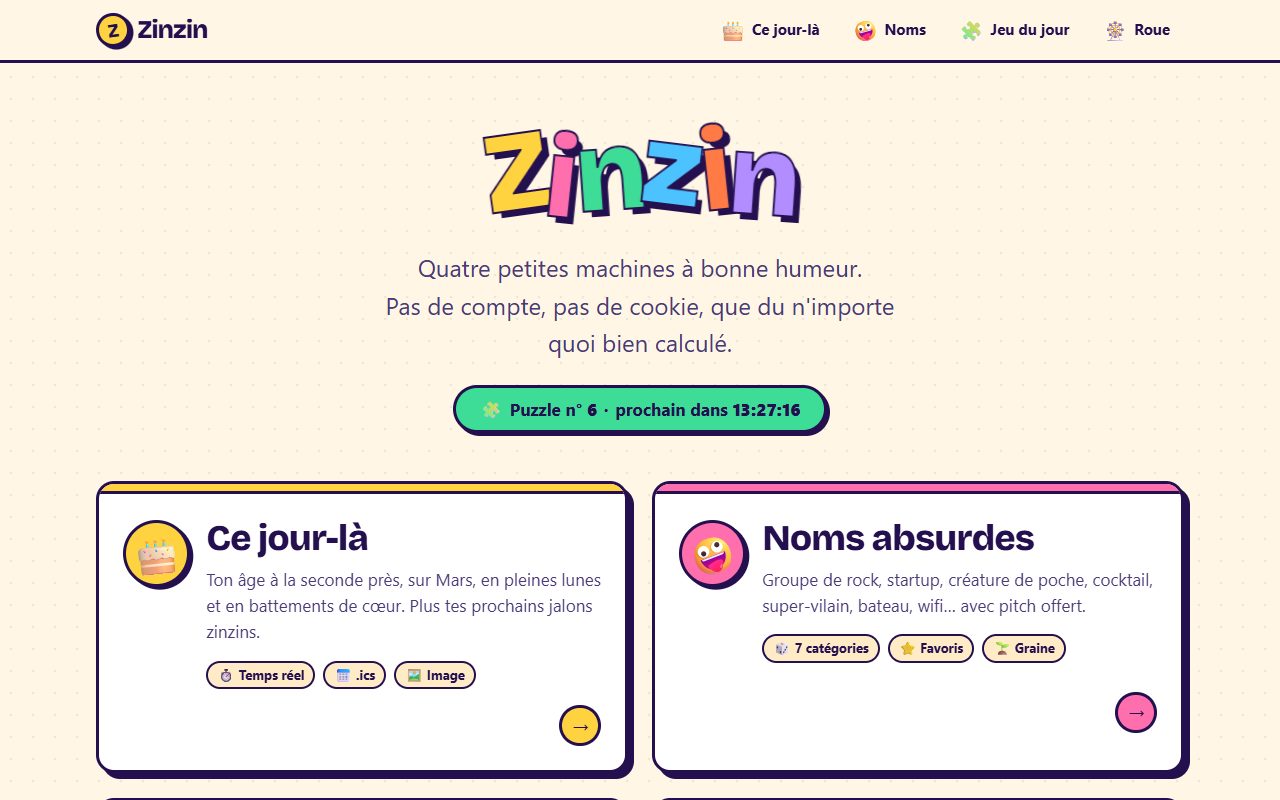 Z Zinzin
Ce jour-là
Noms
Jeu du jour
Roue
Zinzin
Quatre petites machines à bonne humeur.
Pas de compte, pas de cookie, que du n'importe
quoi bien calculé.
Puzzle n° 6 · prochain dans 13:27:16
Ce jour-là
Ton âge à la seconde près, sur Mars, en pleines lunes
et en battements de cœur. Plus tes prochains jalons
zinzins.
Temps réel
.ics
Image
→
Noms absurdes
Groupe de rock, startup, créature de poche, cocktail,
super-vilain, bateau, wifi… avec pitch offert.
7 catégories
Favoris
Graine
→